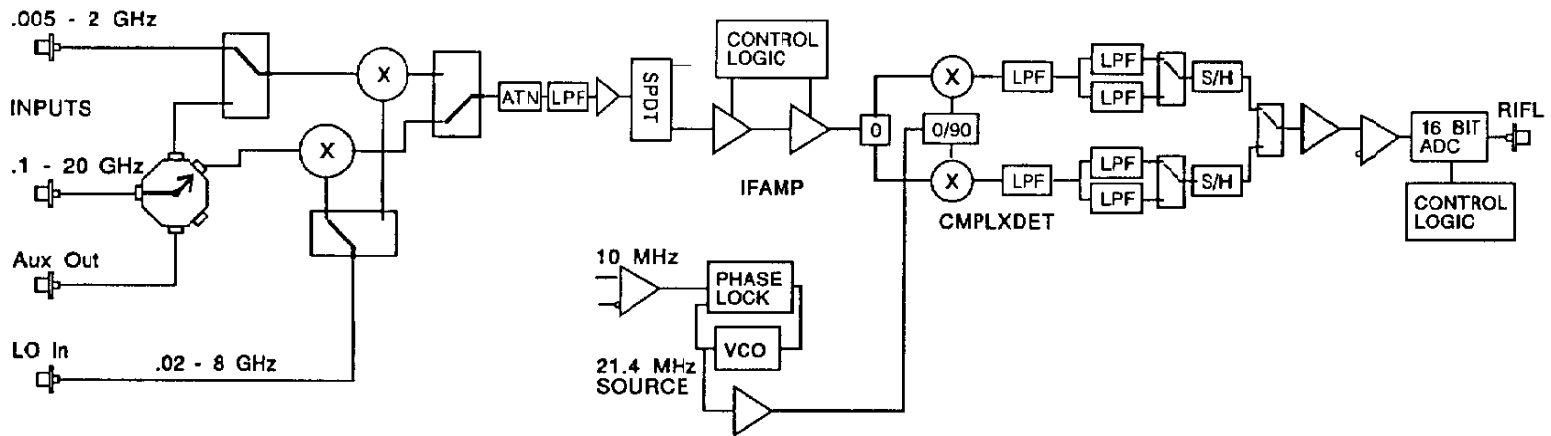 .005 - 2 GHz
INPUTS
.1 - 20 GHz
Aux Out
LO In
.02 - 8 GHz
X
X
ATN
LPF
SPDT
CONTROL
LOGIC
IFAMP
0
X
0/90
X
CMPLXDET
LPF
LPF
LPF
S/H
LPF
LPF
LPF
S/H
16 BIT
ADC
RIFL
CONTROL
LOGIC
10 MHz
PHASE
LOCK
VCO
21.4 MHz
SOURCE